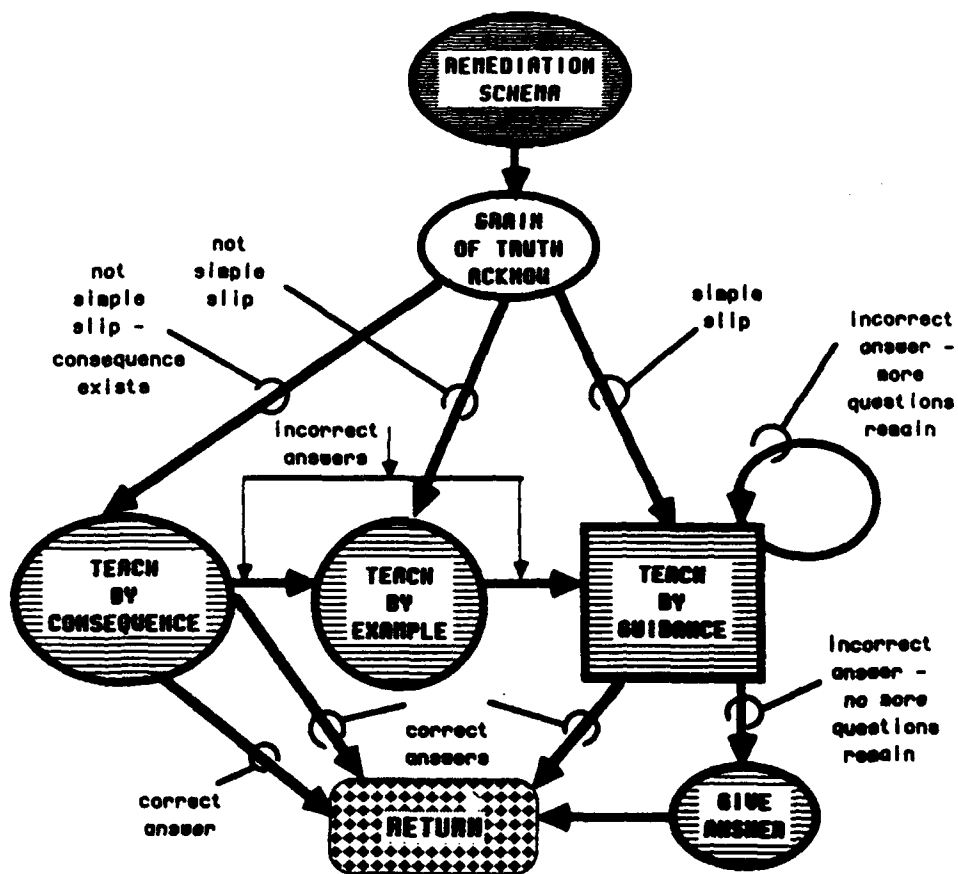 REMEDIATION
SCHEMA
GRAIN
OF TRUTH
ACKNOW
not
simple
slip
not
simple
slip -
consequence
exists
simple
slip
incorrect
answer -
more
questions
remain
incorrect
answers
TEACH
BY
CONSEQUENCE
TEACH
BY
EXAMPLE
TEACH
BY
GUIDANCE
incorrect
answer -
no more
questions
remain
correct
answers
correct
answer
RETURN
GIVE
ANSWER